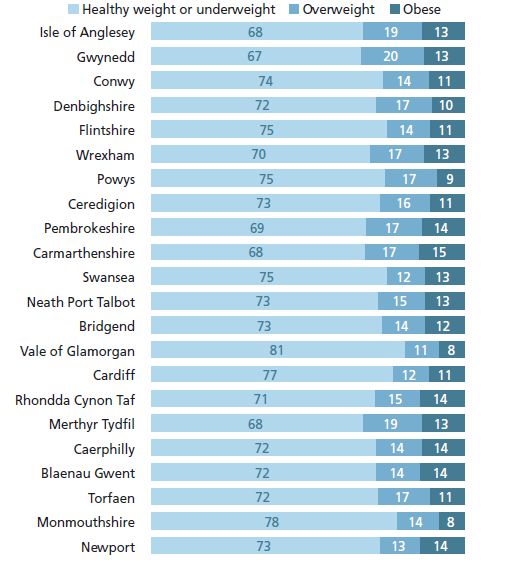 Healthy weight or underweight Overweight Obese
Isle of Anglesey 68 19 13
Gwynedd 67 20 13
Conwy 74 14 11
Denbighshire 72 17 10
Flintshire 75 14 11
Wrexham 70 17 13
Powys 75 17 9
Ceredigion 73 16 11
Pembrokeshire 69 17 14
Carmarthenshire 68 17 15
Swansea 75 12 13
Neath Port Talbot 73 15 13
Bridgend 73 14 12
Vale of Glamorgan 81 11 8
Cardiff 77 12 11
Rhondda Cynon Taf 71 15 14
Merthyr Tydfil 68 19 13
Caerphilly 72 14 14
Blaenau Gwent 72 14 14
Torfaen 72 17 11
Monmouthshire 78 14 8
Newport 73 13 14